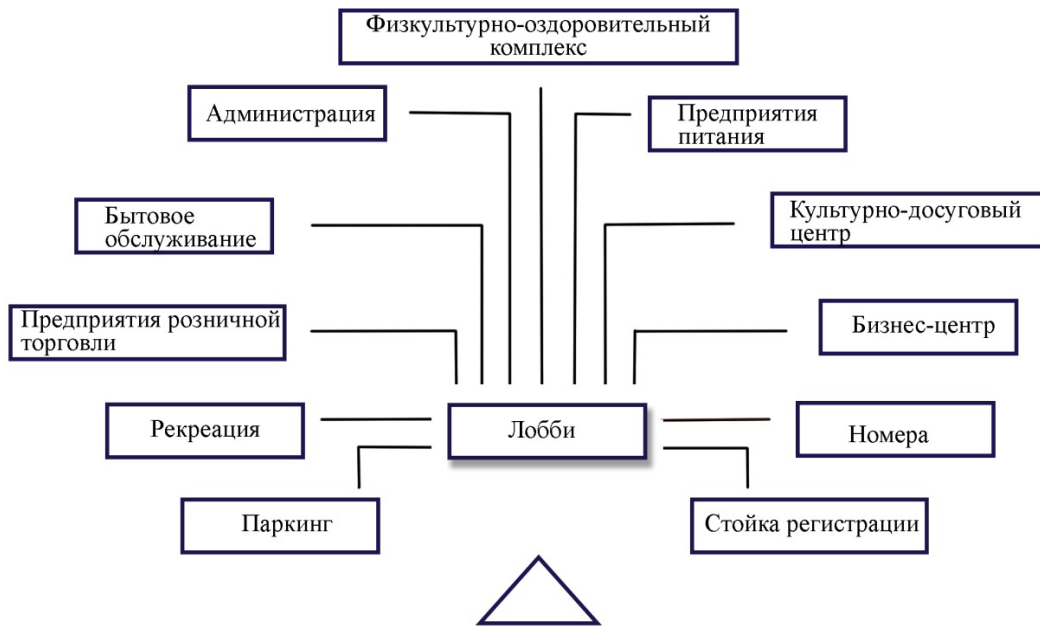 Физкультурно-оздоровительный
комплекс
Администрация
Предприятия
питания
Бытовое
обслуживание
Культурно-досуговый
центр
Предприятия розничной
торговли
Бизнес-центр
Рекреация
Лобби
Номера
Паркинг
Стойка регистрации